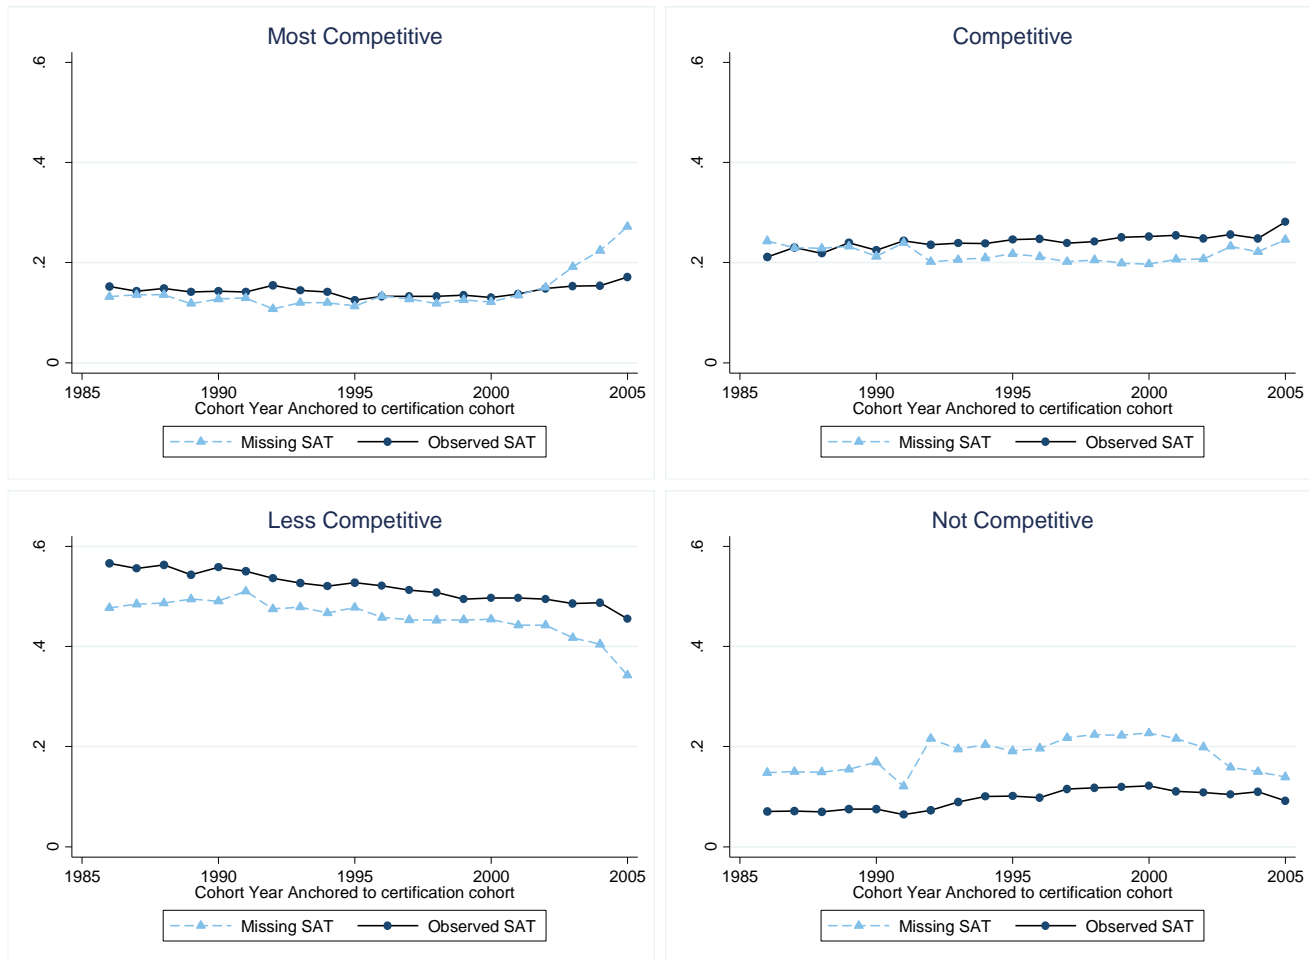 Most Competitive
.6
.4
.2
0
1985 1990 1995 2000 2005
Cohort Year Anchored to certification cohort
Missing SAT Observed SAT
Competitive
.6
.4
.2
0
1985 1990 1995 2000 2005
Cohort Year Anchored to certification cohort
Missing SAT Observed SAT
Less Competitive
.6
.4
.2
0
1985 1990 1995 2000 2005
Cohort Year Anchored to certification cohort
Missing SAT Observed SAT
Not Competitive
.6
.4
.2
0
1985 1990 1995 2000 2005
Cohort Year Anchored to certification cohort
Missing SAT Observed SAT